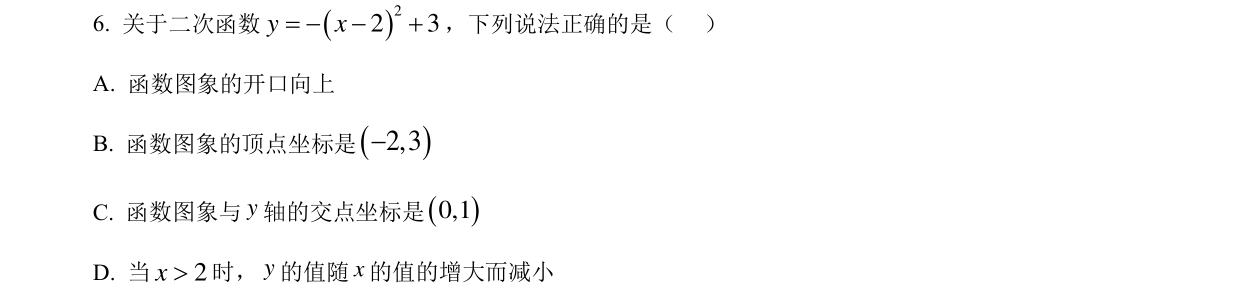 6. 关于二次函数 y=-(x-2)²+3，下列说法正确的是（  ）
A. 函数图象的开口向上
B. 函数图象的顶点坐标是(-2,3)
C. 函数图象与 y 轴的交点坐标是(0,1)
D. 当 x>2 时， y 的值随 x 的值的增大而减小